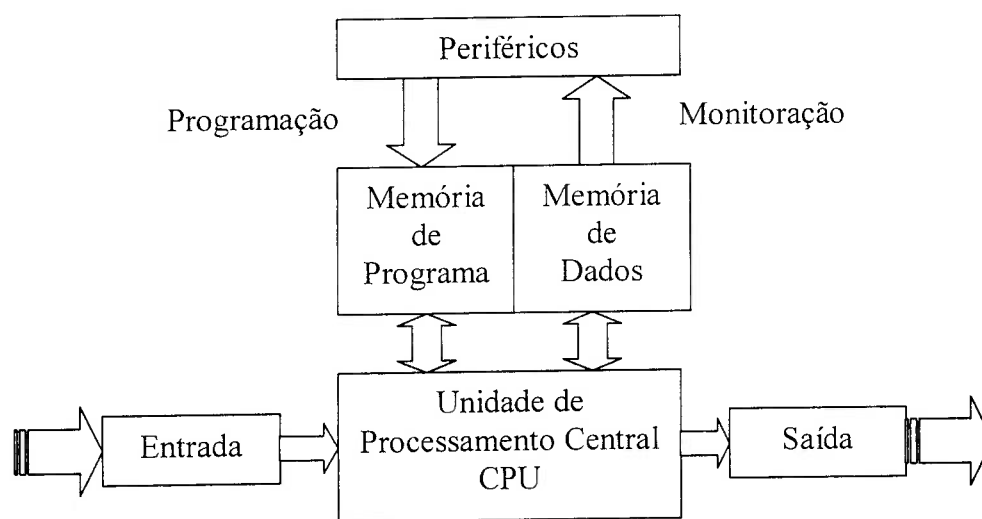 Periféricos
Programação
Monitoração
Memória
de
Programa
Memória
de
Dados
Entrada
Unidade de
Processamento Central
CPU
Saída